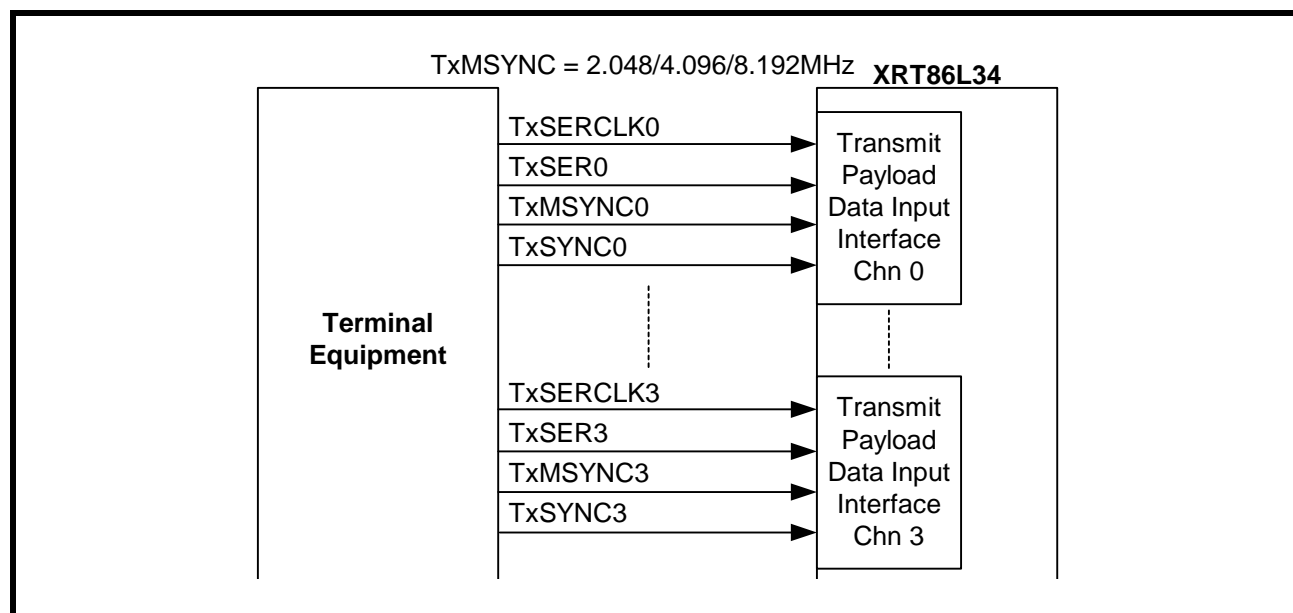 TxMSYNC = 2.048/4.096/8.192MHz
XRT86L34
TxSERCLK0
TxSER0
TxMSYNC0
TxSYNC0
Transmit
Payload
Data Input
Interface
Chn 0
Terminal
Equipment
TxSERCLK3
TxSER3
TxMSYNC3
TxSYNC3
Transmit
Payload
Data Input
Interface
Chn 3